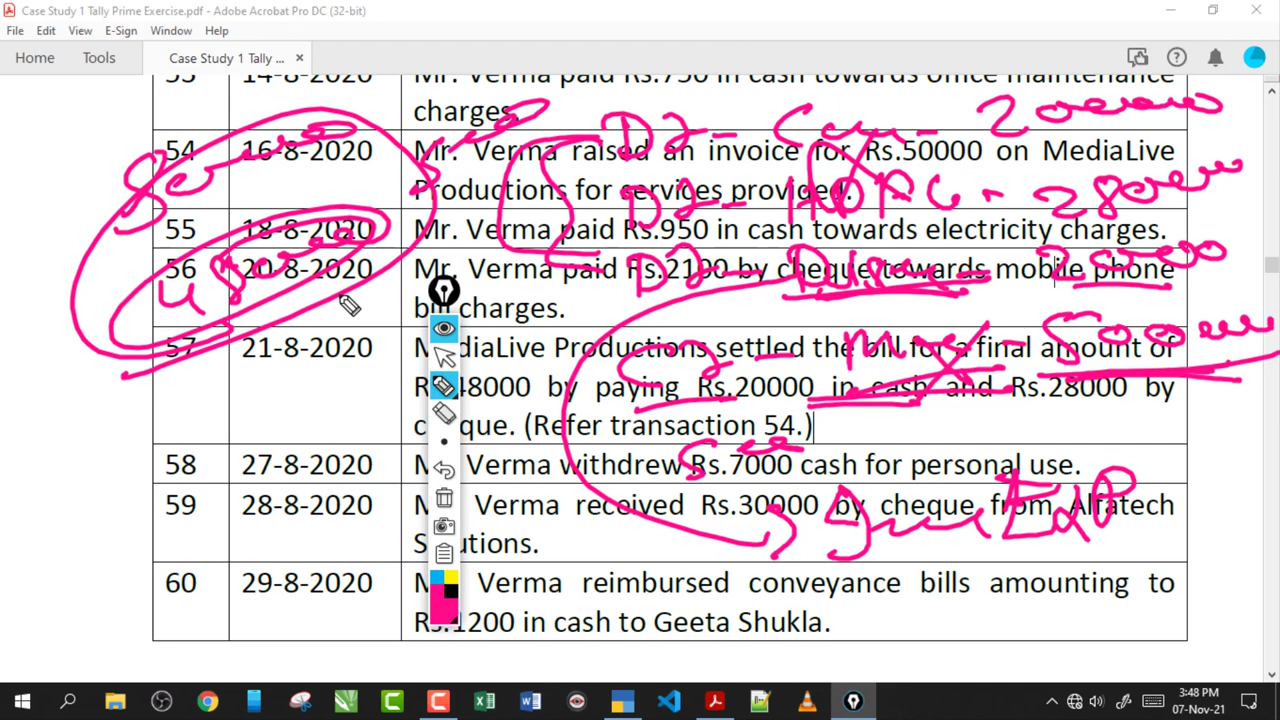 Case Study 1 Tally Prime Exercise.pdf - Adobe Acrobat Pro DC (32-bit)
File Edit View E-Sign Window Help
Home Tools Case Study 1 Tally ... ×
53 14-8-2020 Mr. Verma paid Rs.750 in cash towards office maintenance
charges.
54 16-8-2020 Mr. Verma raised an invoice for Rs.50000 on MediaLive
Productions for services provided.
55 18-8-2020 Mr. Verma paid Rs.950 in cash towards electricity charges.
56 20-8-2020 Mr. Verma paid Rs.2100 by cheque towards mobile phone
bill charges.
57 21-8-2020 MediaLive Productions settled the bill for a final amount of
Rs.48000 by paying Rs.20000 in cash and Rs.28000 by
cheque. (Refer transaction 54.)
58 27-8-2020 Mr. Verma withdrew Rs.7000 cash for personal use.
59 28-8-2020 Mr. Verma received Rs.30000 by cheque from Alfatech
Solutions.
60 29-8-2020 Mr. Verma reimbursed conveyance bills amounting to
Rs.1200 in cash to Geeta Shukla.
3:48 PM
07-Nov-21